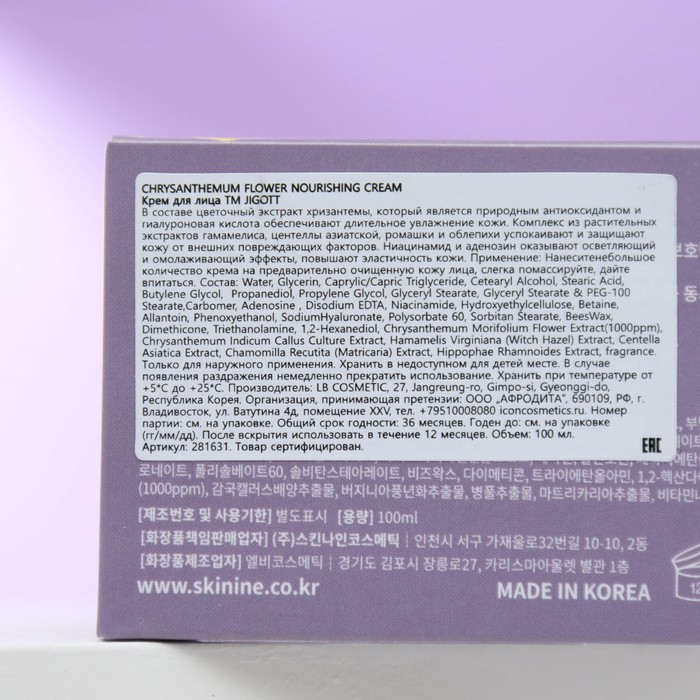 CHRYSANTHEMUM FLOWER NOURISHING CREAM
Крем для лица ТМ JIGOTT
В составе цветочный экстракт хризантемы, который является природным антиоксидантом и
гиалуроновая кислота обеспечивают длительное увлажнение кожи. Комплекс из растительных
экстрактов гамамелиса, центеллы азиатской, ромашки и облепихи успокаивают и защищают
кожу от внешних повреждающих факторов. Ниацинамид и аденозин оказывают осветляющий
и омолаживающий эффекты, повышают эластичность кожи. Применение: Нанеситенебольшое
количество крема на предварительно очищенную кожу лица, слегка помассируйте, дайте
впитаться. Состав: Water, Glycerin, Caprylic/Capric Triglyceride, Cetearyl Alcohol, Stearic Acid,
Butylene Glycol, Propanediol, Propylene Glycol, Glyceryl Stearate, Glyceryl Stearate & PEG-100
Stearate,Carbomer, Adenosine , Disodium EDTA, Niacinamide, Hydroxyethylcellulose, Betaine,
Allantoin, Phenoxyethanol, SodiumHyaluronate, Polysorbate 60, Sorbitan Stearate, BeesWax,
Dimethicone, Triethanolamine, 1,2-Hexanediol, Chrysanthemum Morifolium Flower Extract(1000ppm),
Chrysanthemum Indicum Callus Culture Extract, Hamamelis Virginiana (Witch Hazel) Extract, Centella
Asiatica Extract, Chamomilla Recutita (Matricaria) Extract, Hippophae Rhamnoides Extract, fragrance.
Только для наружного применения. Хранить в недоступном для детей месте. В случае
появления раздражения немедленно прекратить использование. Хранить при температуре от
+5°C до +25°C. Производитель: LB COSMETIC, 27, Jangreung-ro, Gimpo-si, Gyeonggi-do,
Республика Корея. Организация, принимающая претензии: ООО „АФРОДИТА”, 690109, РФ, г.
Владивосток, ул. Ватутина 4д, помещение XXV, тел. +79510008080 iconcosmetics.ru. Номер
партии: см. на упаковке. Общий срок годности: 36 месяцев. Годен до: см. на упаковке
(гг/мм/дд). После вскрытия использовать в течение 12 месяцев. Объем: 100 мл.
Артикул: 281631. Товар сертифицирован.
EAC
로네이트, 폴리솔베이트60, 솔비탄스테아레이트, 비즈왁스, 다이메티콘, 트라이에탄올아민, 1,2-헥산다
(1000ppm), 감국캘러스배양추출물, 버지니아풍년화추출물, 병풀추출물, 마트리카리아추출물, 비타민
[제조번호 및 사용기한] 별도표시 [용량] 100ml
[화장품책임판매업자] (주)스킨나인코스메틱 | 인천시 서구 가재울로32번길 10-10, 2동
[화장품제조업자] 엘비코스메틱 | 경기도 김포시 장릉로27, 카리스마아울렛 별관 1층
www.skinine.co.kr MADE IN KOREA